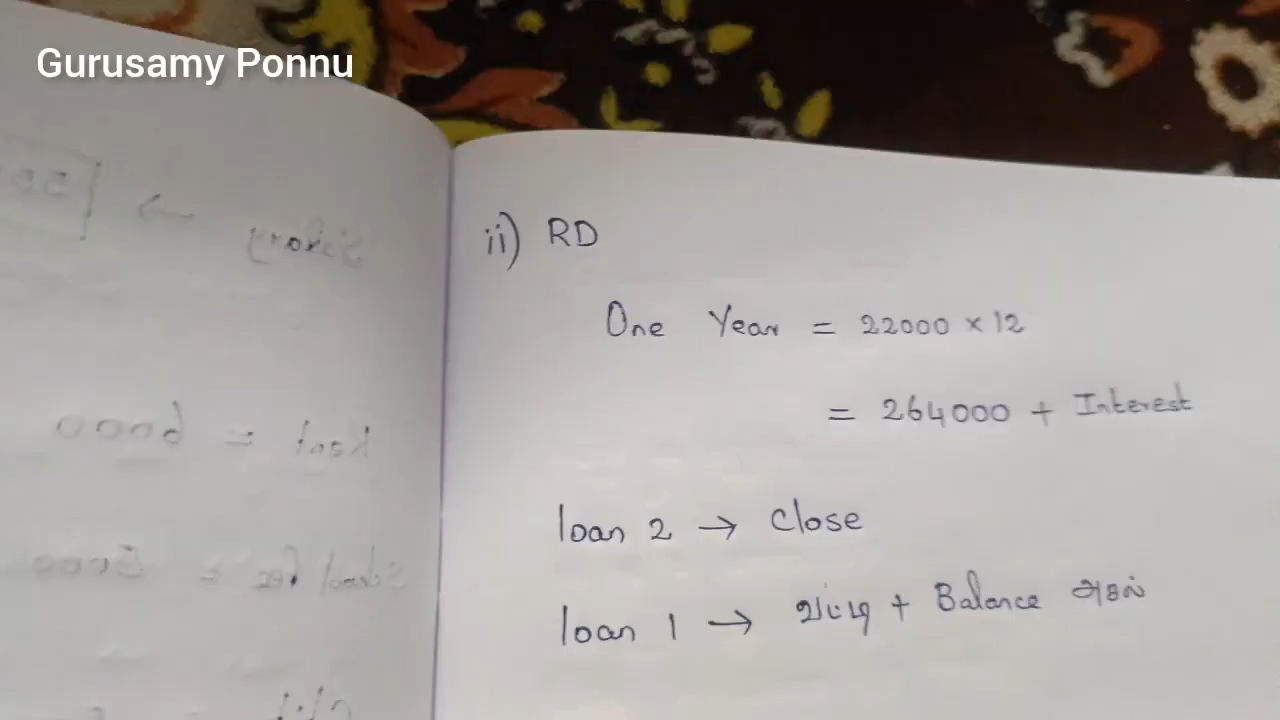 Gurusamy Ponnu
ii) RD
One Year = 22000 × 12
= 264000 + Interest
loan 2 → Close
loan 1 → வட்டி + Balance அசல்